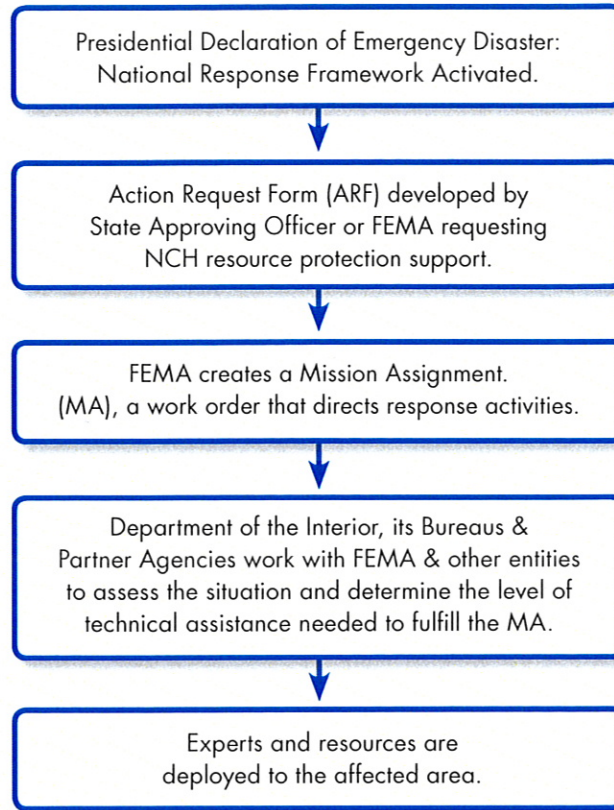 Presidential Declaration of Emergency Disaster:
National Response Framework Activated.
Action Request Form (ARF) developed by
State Approving Officer or FEMA requesting
NCH resource protection support.
FEMA creates a Mission Assignment.
(MA), a work order that directs response activities.
Department of the Interior, its Bureaus &
Partner Agencies work with FEMA & other entities
to assess the situation and determine the level of
technical assistance needed to fulfill the MA.
Experts and resources are
deployed to the affected area.